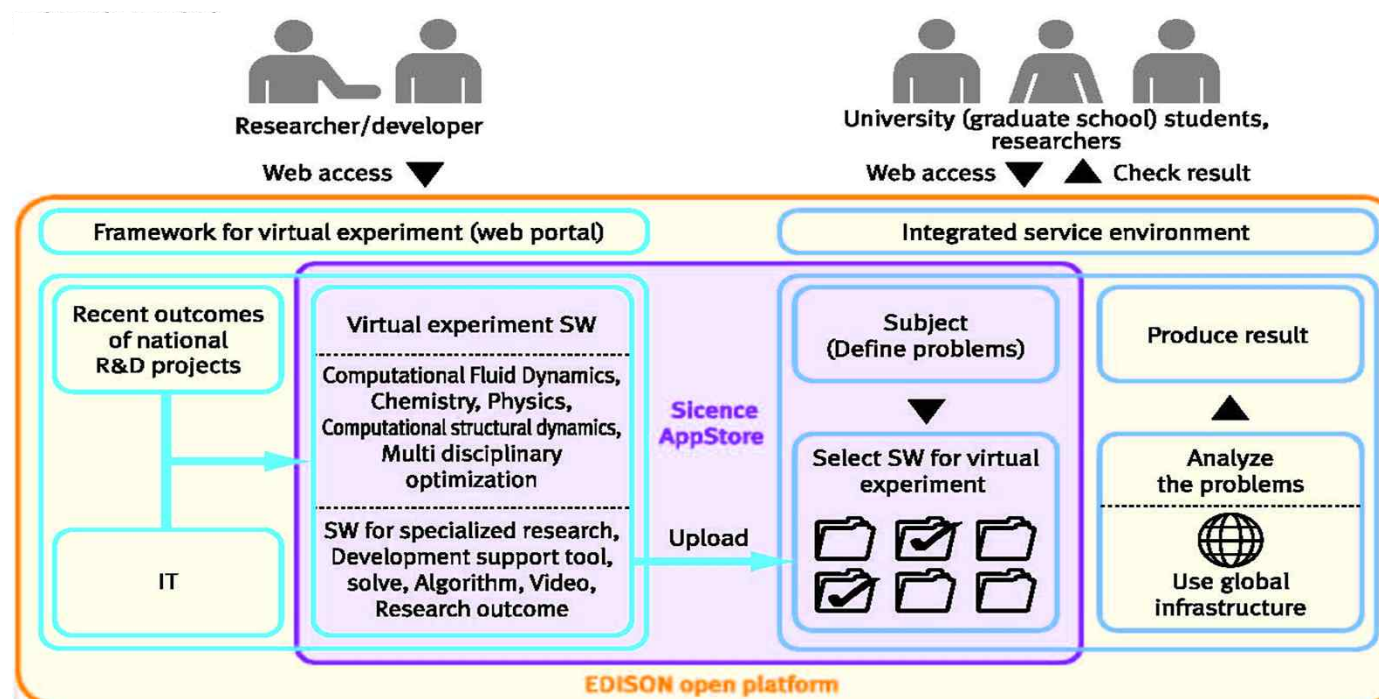 Researcher/developer
University (graduate school) students,
researchers
Web access
Web access
Check result
Framework for virtual experiment (web portal)
Integrated service environment
Recent outcomes
of national
R&D projects
IT
Virtual experiment SW
Computational Fluid Dynamics,
Chemistry, Physics,
Computational structural dynamics,
Multi disciplinary
optimization
SW for specialized research,
Development support tool,
solve, Algorithm, Video,
Research outcome
Sicence
AppStore
Upload
Subject
(Define problems)
Select SW for virtual
experiment
Produce result
Analyze
the problems
Use global
infrastructure
EDISON open platform